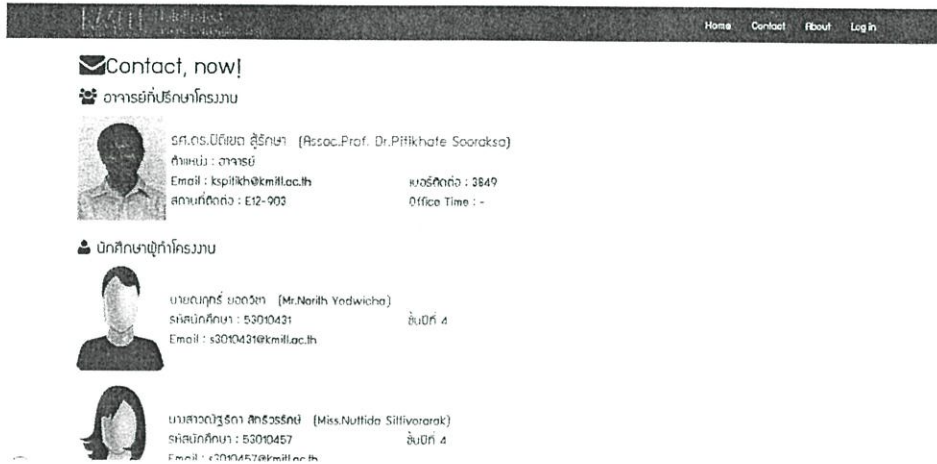 KMITL
Home Contact About Log in
Contact, now!
อาจารย์ที่ปรึกษาโครงงาน
รศ.ดร.ปิติเขต สู้รักษา (Assoc.Prof. Dr.Pitikhate Sooraksa)
ตำแหน่ง : อาจารย์
Email : kspitikh@kmitl.ac.th เบอร์ติดต่อ : 3849
สถานที่ติดต่อ : E12-903 Office Time : -
นักศึกษาผู้ทำโครงงาน
นายณฤทธิ์ ยอดวิชา (Mr.Narith Yodwicha)
รหัสนักศึกษา : 53010431 ชั้นปีที่ 4
Email : s3010431@kmitl.ac.th
นางสาวณัฐธิดา สิทธิวรรักษ์ (Miss.Nuttida Sittivorarak)
รหัสนักศึกษา : 53010457 ชั้นปีที่ 4
Email : s3010457@kmitl.ac.th